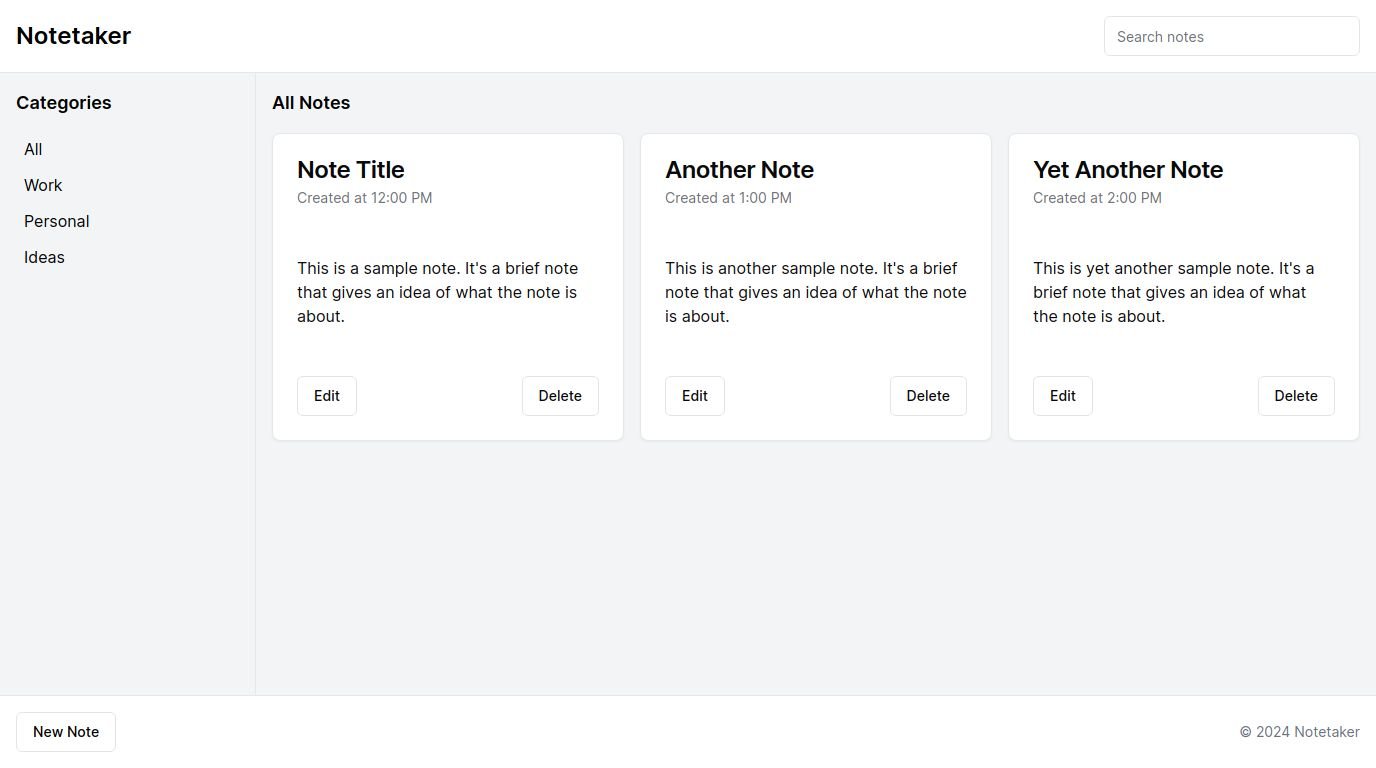 Notetaker
Search notes
Categories
All
Work
Personal
Ideas
All Notes
Note Title
Created at 12:00 PM
This is a sample note. It's a brief note
that gives an idea of what the note is
about.
Edit
Delete
Another Note
Created at 1:00 PM
This is another sample note. It's a brief
note that gives an idea of what the note
is about.
Edit
Delete
Yet Another Note
Created at 2:00 PM
This is yet another sample note. It's a
brief note that gives an idea of what
the note is about.
Edit
Delete
New Note
© 2024 Notetaker